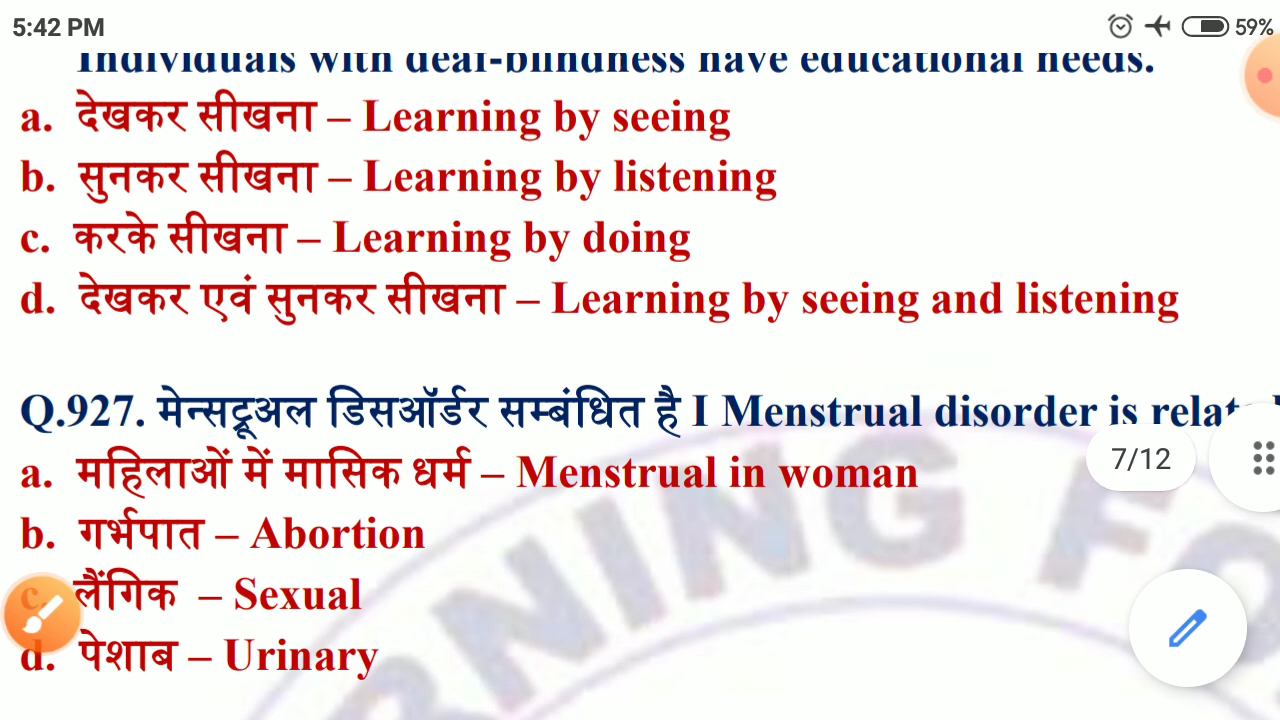 5:42 PM 59%
Individuals with deaf-blindness have educational needs.
a. देखकर सीखना – Learning by seeing
b. सुनकर सीखना – Learning by listening
c. करके सीखना – Learning by doing
d. देखकर एवं सुनकर सीखना – Learning by seeing and listening
Q.927. मेन्सट्रूअल डिसऑर्डर सम्बंधित है I Menstrual disorder is
7/12
a. महिलाओं में मासिक धर्म – Menstrual in woman
b. गर्भपात – Abortion
c. लैंगिक – Sexual
d. पेशाब – Urinary